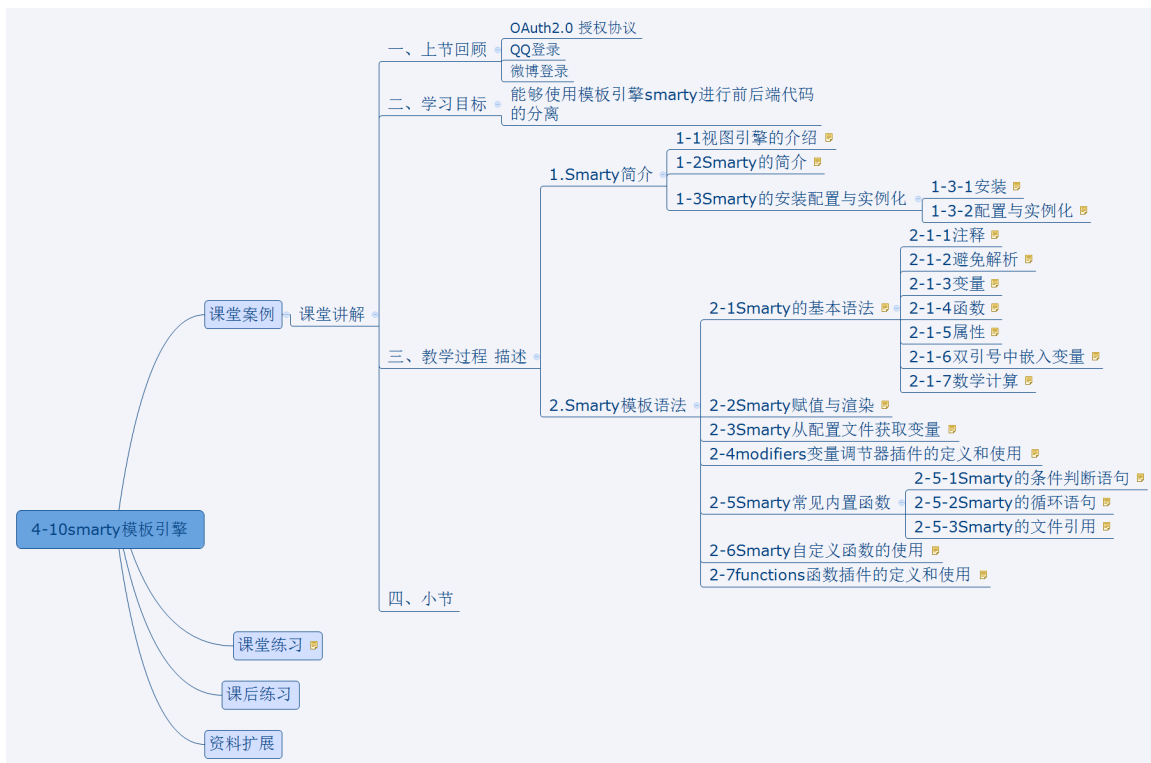 4-10smarty模板引擎
课堂案例
课堂讲解
一、上节回顾
OAuth2.0 授权协议
QQ登录
微博登录
二、学习目标
能够使用模板引擎smarty进行前后端代码
的分离
三、教学过程 描述
1.Smarty简介
1-1视图引擎的介绍
1-2Smarty的简介
1-3Smarty的安装配置与实例化
1-3-1安装
1-3-2配置与实例化
2.Smarty模板语法
2-1Smarty的基本语法
2-1-1注释
2-1-2避免解析
2-1-3变量
2-1-4函数
2-1-5属性
2-1-6双引号中嵌入变量
2-1-7数学计算
2-2Smarty赋值与渲染
2-3Smarty从配置文件获取变量
2-4modifiers变量调节器插件的定义和使用
2-5Smarty常见内置函数
2-5-1Smarty的条件判断语句
2-5-2Smarty的循环语句
2-5-3Smarty的文件引用
2-6Smarty自定义函数的使用
2-7functions函数插件的定义和使用
四、小节
课堂练习
课后练习
资料扩展